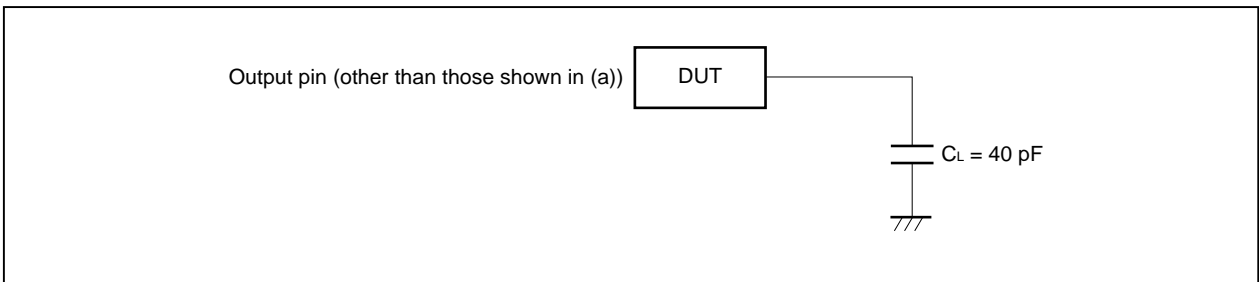 Output pin (other than those shown in (a))
DUT
CL = 40 pF